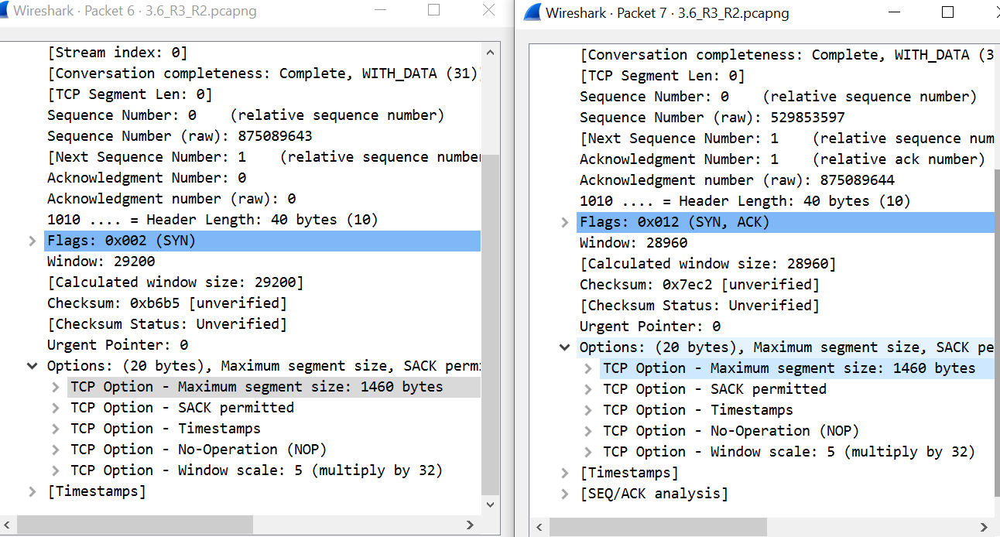 Wireshark · Packet 6 · 3.6_R3_R2.pcapng
[Stream index: 0]
[Conversation completeness: Complete, WITH_DATA (31)
[TCP Segment Len: 0]
Sequence Number: 0    (relative sequence number)
Sequence Number (raw): 875089643
[Next Sequence Number: 1    (relative sequence number
Acknowledgment Number: 0
Acknowledgment number (raw): 0
1010 .... = Header Length: 40 bytes (10)
Flags: 0x002 (SYN)
Window: 29200
[Calculated window size: 29200]
Checksum: 0xb6b5 [unverified]
[Checksum Status: Unverified]
Urgent Pointer: 0
Options: (20 bytes), Maximum segment size, SACK perm
TCP Option - Maximum segment size: 1460 bytes
TCP Option - SACK permitted
TCP Option - Timestamps
TCP Option - No-Operation (NOP)
TCP Option - Window scale: 5 (multiply by 32)
[Timestamps]
Wireshark · Packet 7 · 3.6_R3_R2.pcapng
[Conversation completeness: Complete, WITH_DATA (3
[TCP Segment Len: 0]
Sequence Number: 0    (relative sequence number)
Sequence Number (raw): 529853597
[Next Sequence Number: 1    (relative sequence num
Acknowledgment Number: 1    (relative ack number)
Acknowledgment number (raw): 875089644
1010 .... = Header Length: 40 bytes (10)
Flags: 0x012 (SYN, ACK)
Window: 28960
[Calculated window size: 28960]
Checksum: 0x7ec2 [unverified]
[Checksum Status: Unverified]
Urgent Pointer: 0
Options: (20 bytes), Maximum segment size, SACK pe
TCP Option - Maximum segment size: 1460 bytes
TCP Option - SACK permitted
TCP Option - Timestamps
TCP Option - No-Operation (NOP)
TCP Option - Window scale: 5 (multiply by 32)
[Timestamps]
[SEQ/ACK analysis]